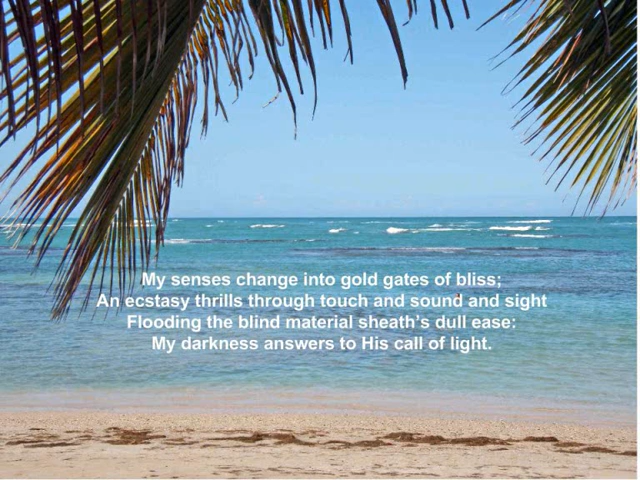 My senses change into gold gates of bliss;
An ecstasy thrills through touch and sound and sight
Flooding the blind material sheath's dull ease:
My darkness answers to His call of light.